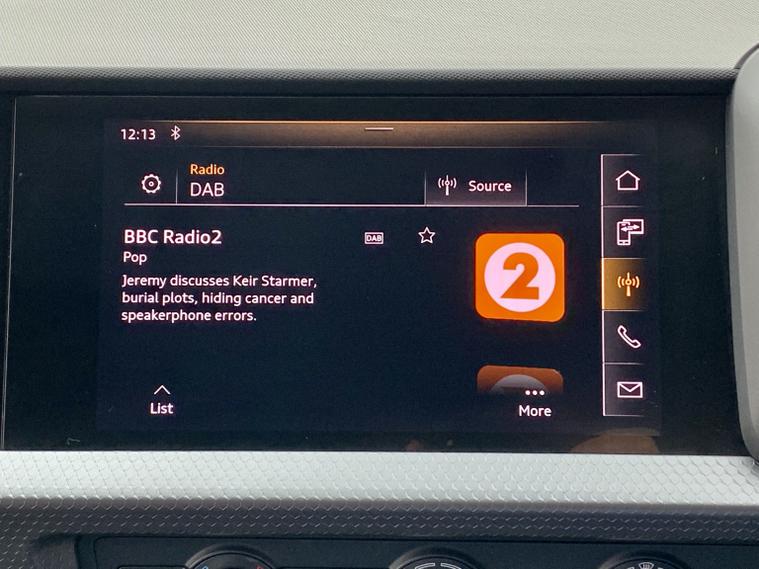 12:13
Radio
DAB
Source
BBC Radio2
DAB
Pop
Jeremy discusses Keir Starmer,
burial plots, hiding cancer and
speakerphone errors.
2
List
More